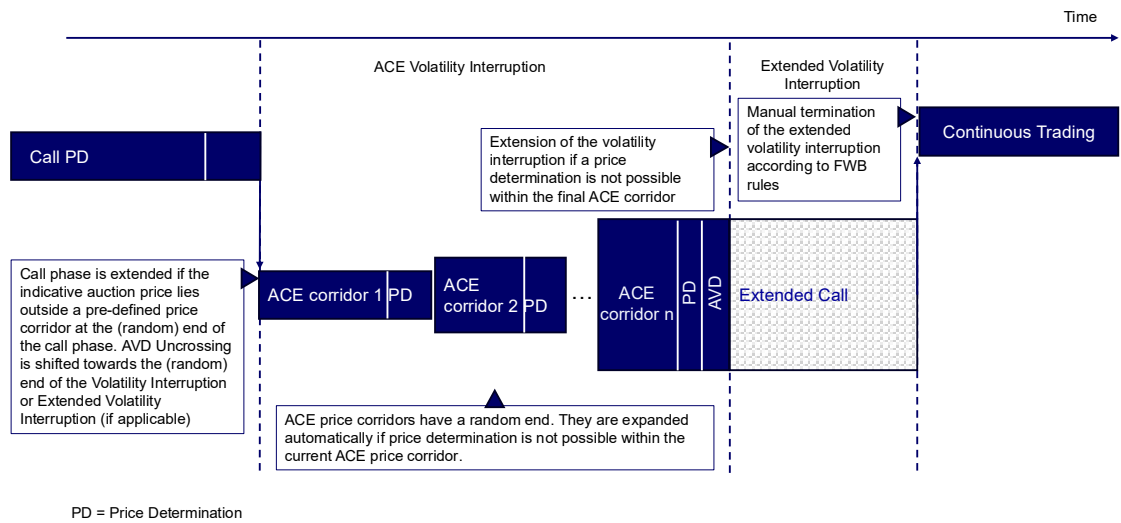 Time
ACE Volatility Interruption
Extended Volatility
Interruption
Call PD
Extension of the volatility
interruption if a price
determination is not possible
within the final ACE corridor
Manual termination
of the extended
volatility interruption
according to FWB
rules
Continuous Trading
Call phase is extended if the
indicative auction price lies
outside a pre-defined price
corridor at the (random) end of
the call phase. AVD Uncrossing
is shifted towards the (random)
end of the Volatility Interruption
or Extended Volatility
Interruption (if applicable)
ACE corridor 1 PD
ACE
corridor 2 PD
...
ACE
corridor n
PD
AVD
Extended Call
ACE price corridors have a random end. They are expanded
automatically if price determination is not possible within the
current ACE price corridor.
PD = Price Determination